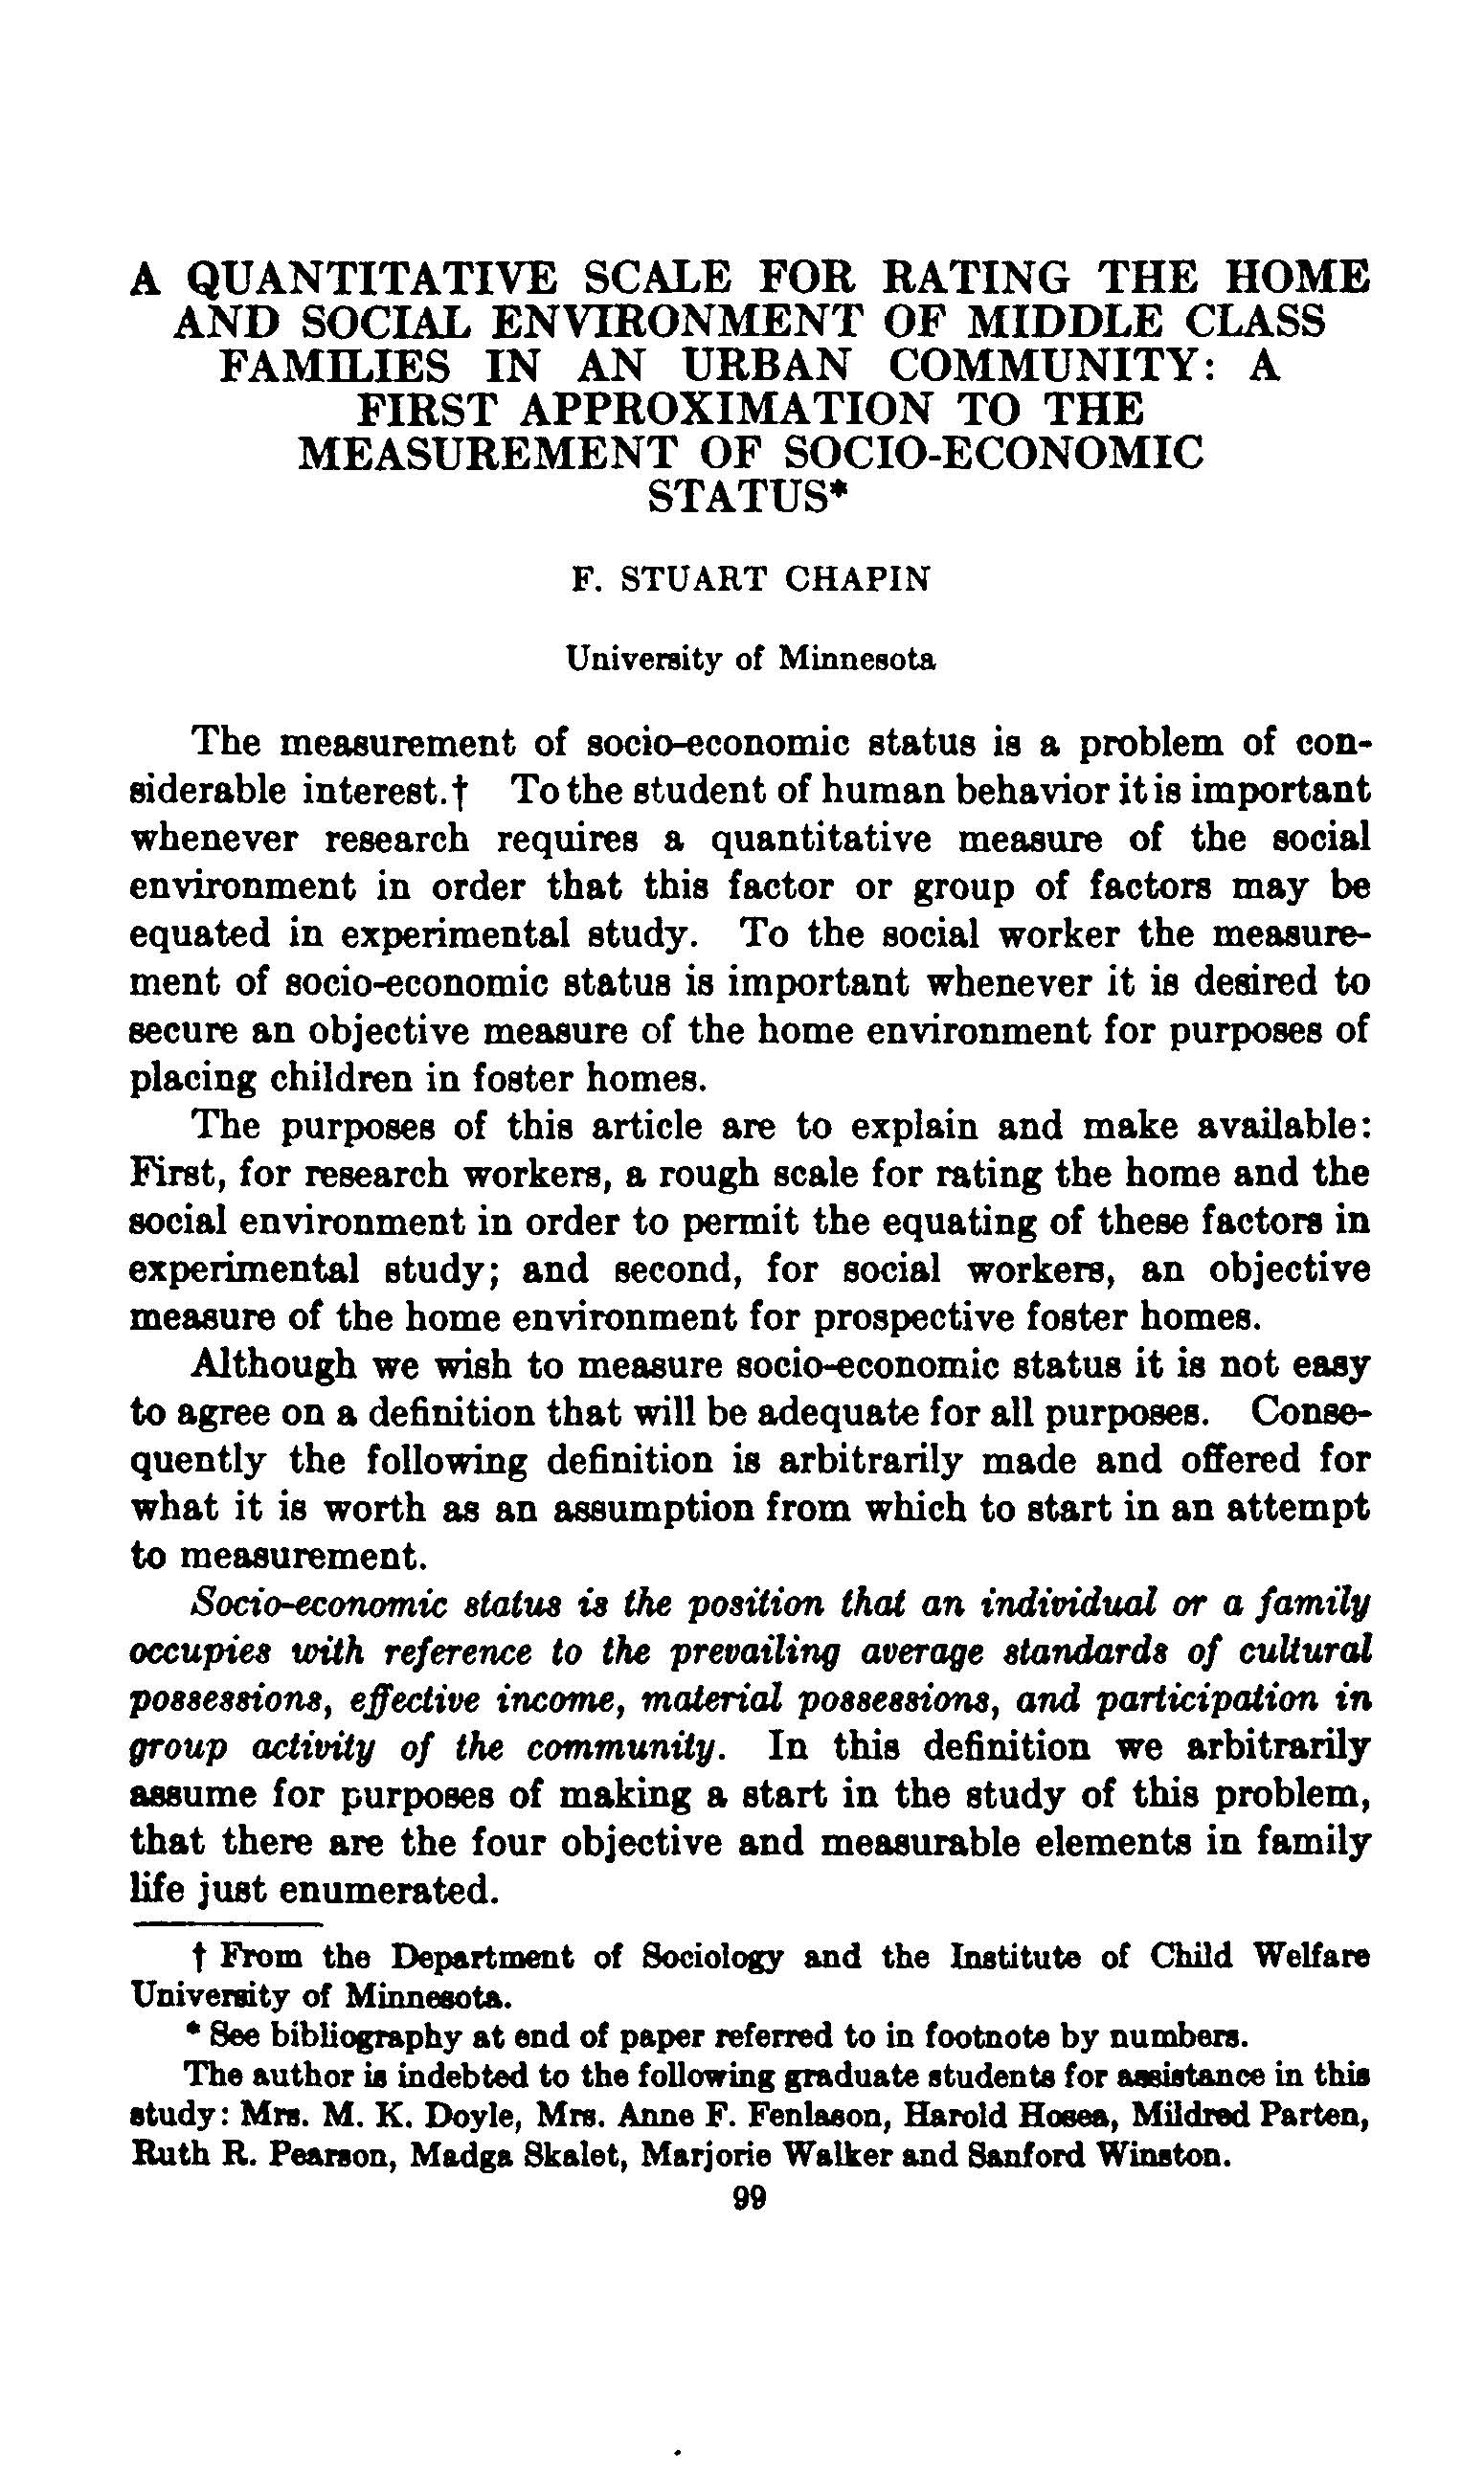 A QUANTITATIVE SCALE FOR RATING THE HOME
AND SOCIAL ENVIRONMENT OF MIDDLE CLASS
FAMILIES IN AN URBAN COMMUNITY: A
FIRST APPROXIMATION TO THE
MEASUREMENT OF SOCIO-ECONOMIC
STATUS*
F. STUART CHAPIN
University of Minnesota
The measurement of socio-economic status is a problem of con-
siderable interest.† To the student of human behavior it is important
whenever research requires a quantitative measure of the social
environment in order that this factor or group of factors may be
equated in experimental study. To the social worker the measure-
ment of socio-economic status is important whenever it is desired to
secure an objective measure of the home environment for purposes of
placing children in foster homes.
The purposes of this article are to explain and make available:
First, for research workers, a rough scale for rating the home and the
social environment in order to permit the equating of these factors in
experimental study; and second, for social workers, an objective
measure of the home environment for prospective foster homes.
Although we wish to measure socio-economic status it is not easy
to agree on a definition that will be adequate for all purposes. Conse-
quently the following definition is arbitrarily made and offered for
what it is worth as an assumption from which to start in an attempt
to measurement.
Socio-economic status is the position that an individual or a family
occupies with reference to the prevailing average standards of cultural
possessions, effective income, material possessions, and participation in
group activity of the community. In this definition we arbitrarily
assume for purposes of making a start in the study of this problem,
that there are the four objective and measurable elements in family
life just enumerated.
† From the Department of Sociology and the Institute of Child Welfare
University of Minnesota.
* See bibliography at end of paper referred to in footnote by numbers.
The author is indebted to the following graduate students for assistance in this
study: Mrs. M. K. Doyle, Mrs. Anne F. Fenlason, Harold Hosea, Mildred Parten,
Ruth R. Pearson, Madga Skalet, Marjorie Walker and Sanford Winston.
99